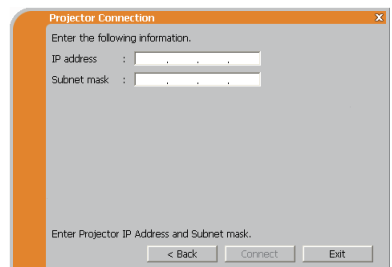 Projector Connection X
Enter the following information.
IP address : . . .
Subnet mask : . . .
Enter Projector IP Address and Subnet mask.
< Back Connect Exit